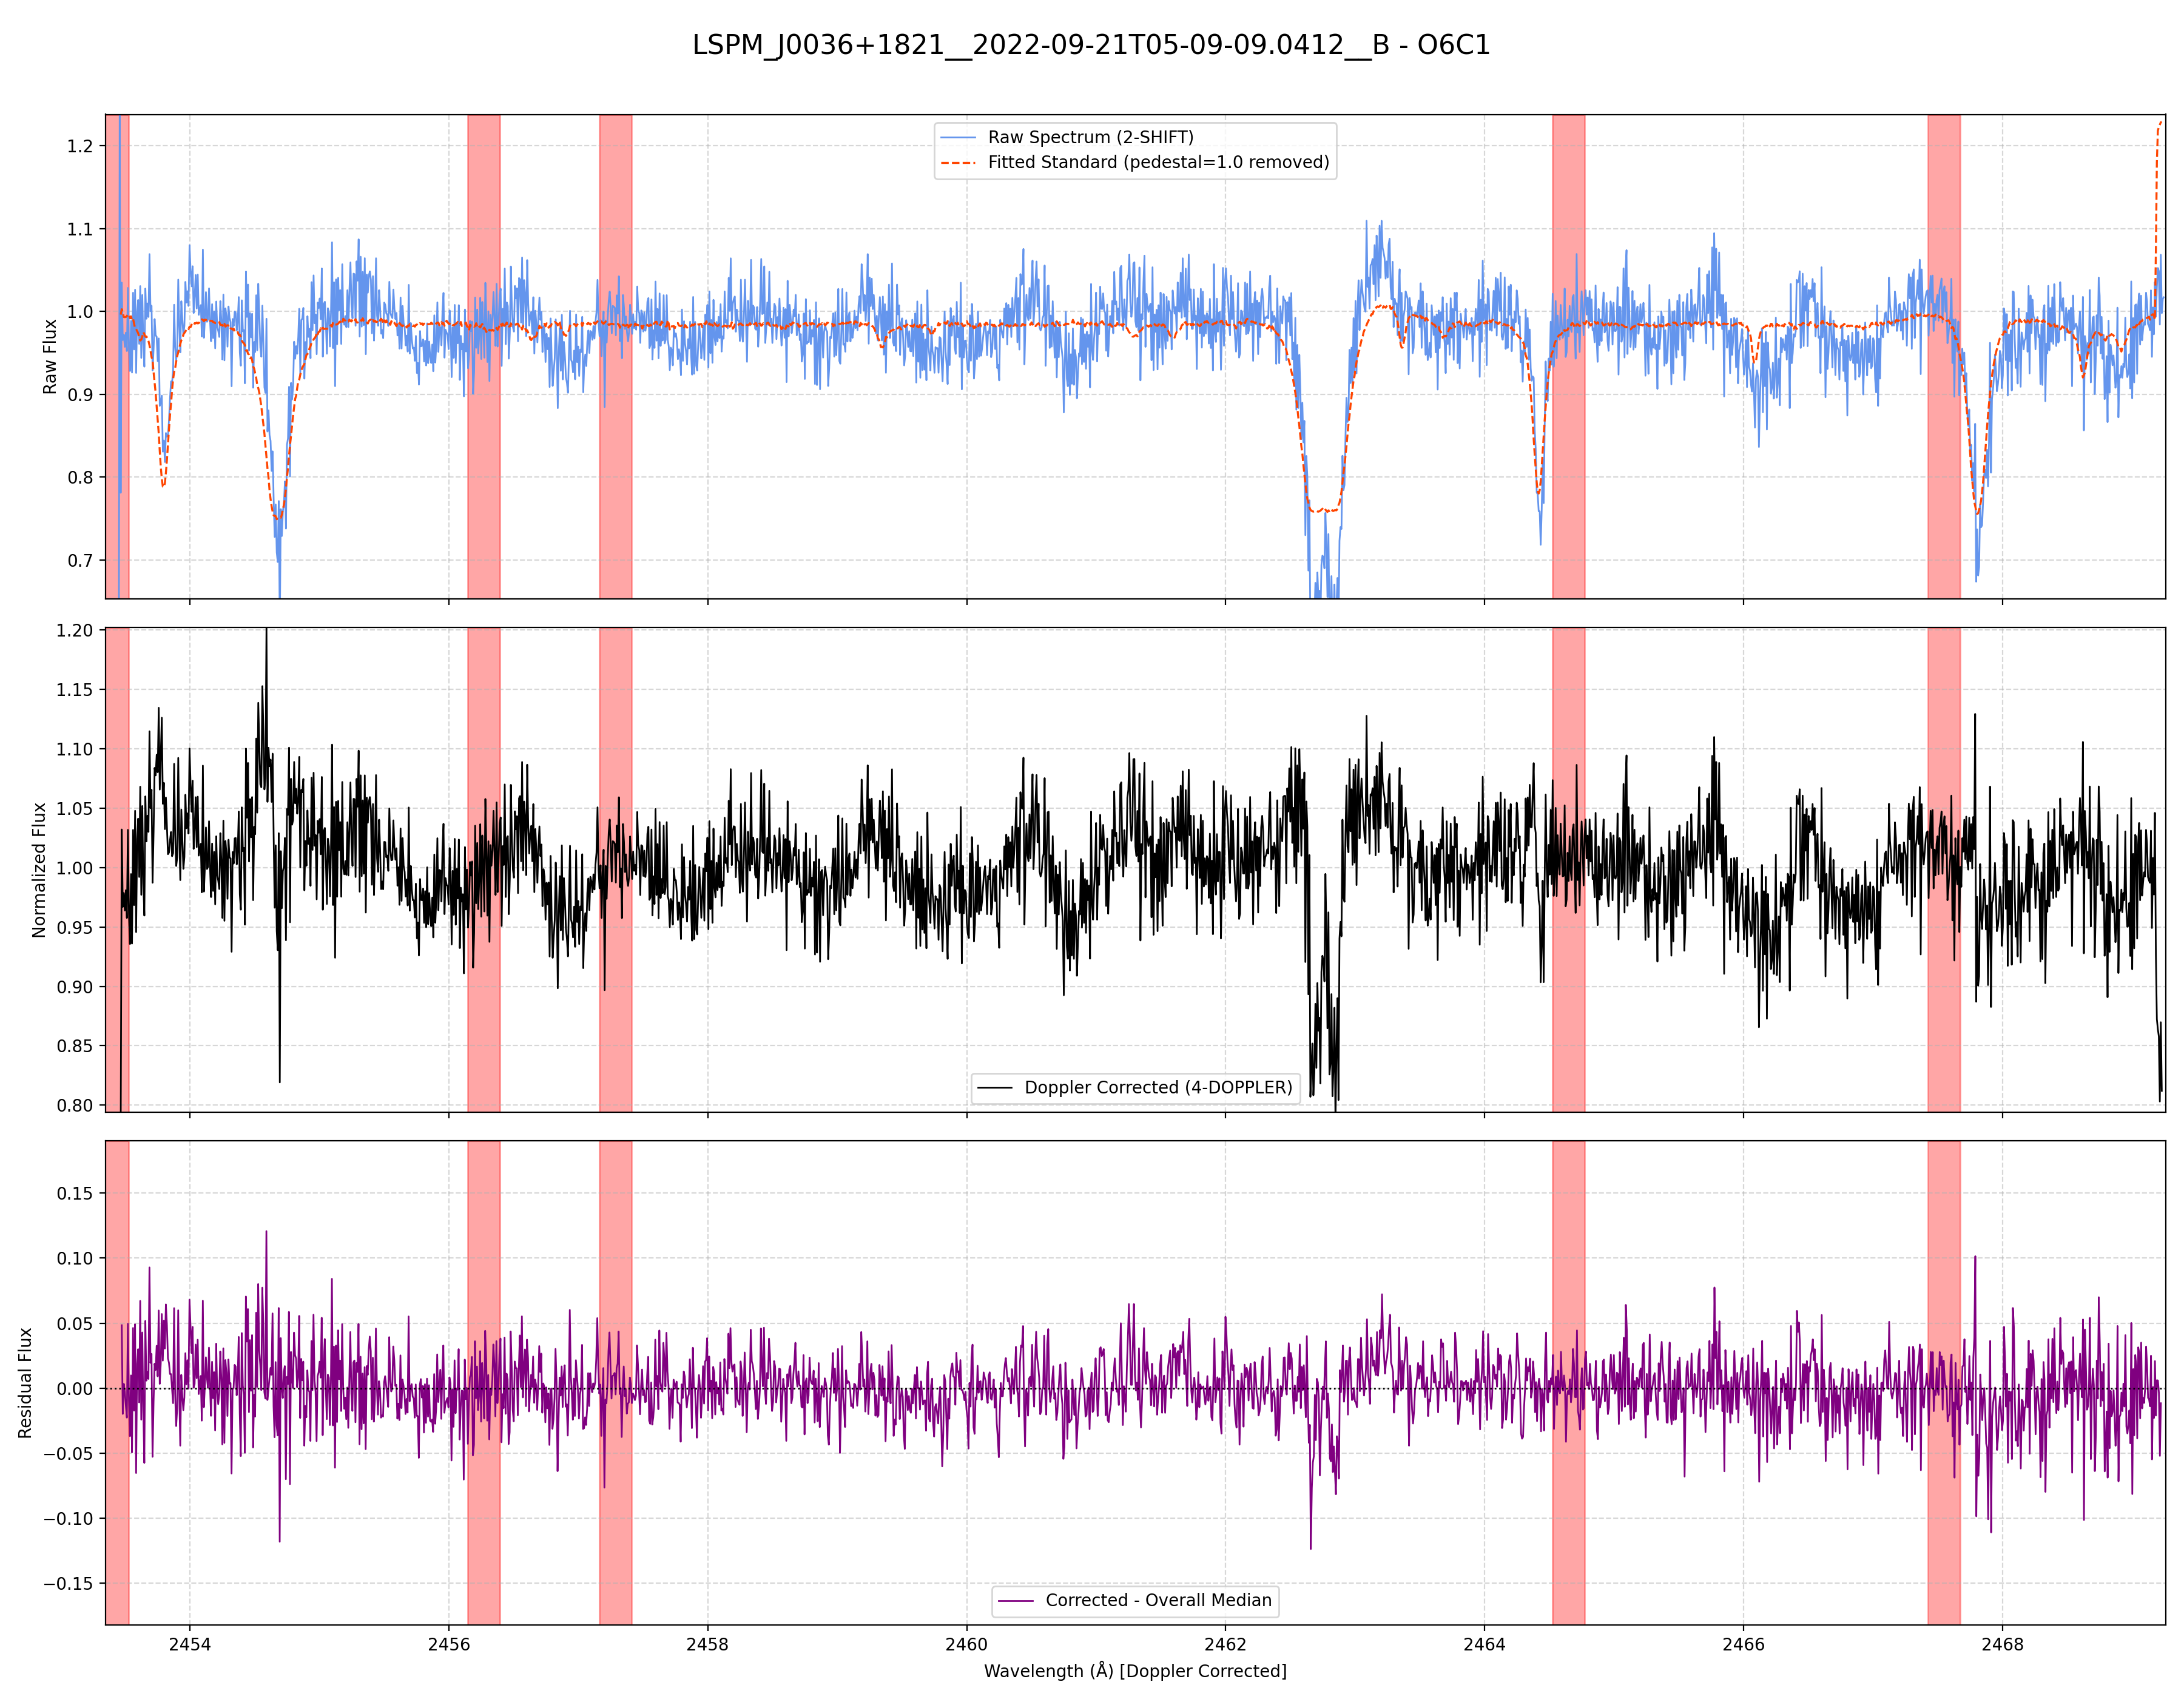 LSPM_J0036+1821__2022-09-21T05-09-09.0412__B - O6C1
Raw Spectrum (2-SHIFT)
Fitted Standard (pedestal=1.0 removed)
Raw Flux
1.2
1.1
1.0
0.9
0.8
0.7
Normalized Flux
1.20
1.15
1.10
1.05
1.00
0.95
0.90
0.85
0.80
Doppler Corrected (4-DOPPLER)
Residual Flux
0.15
0.10
0.05
0.00
−0.05
−0.10
−0.15
Corrected - Overall Median
2454 2456 2458 2460 2462 2464 2466 2468
Wavelength (Å) [Doppler Corrected]